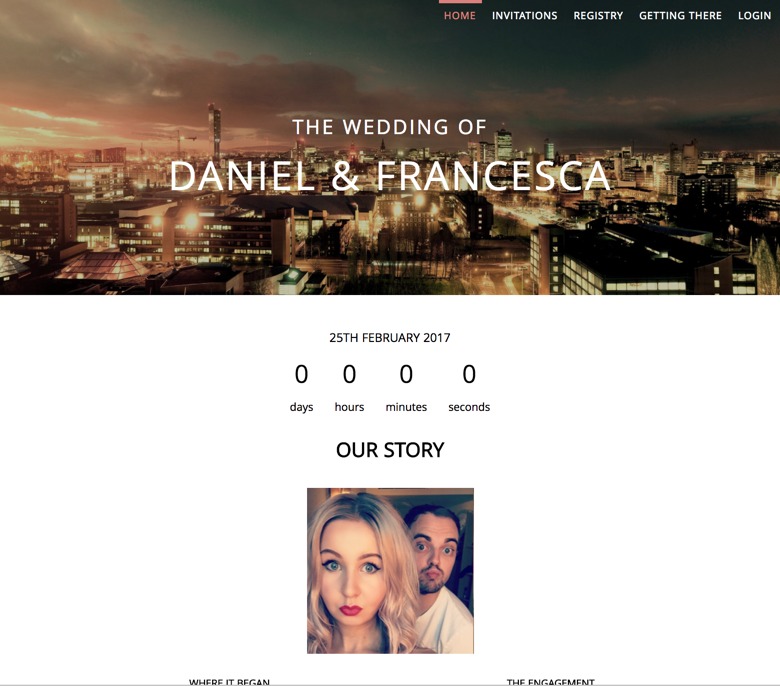 HOME INVITATIONS REGISTRY GETTING THERE LOGIN
THE WEDDING OF
DANIEL & FRANCESCA
25TH FEBRUARY 2017
0 0 0 0
days hours minutes seconds
OUR STORY
WHERE IT BEGAN THE ENGAGEMENT